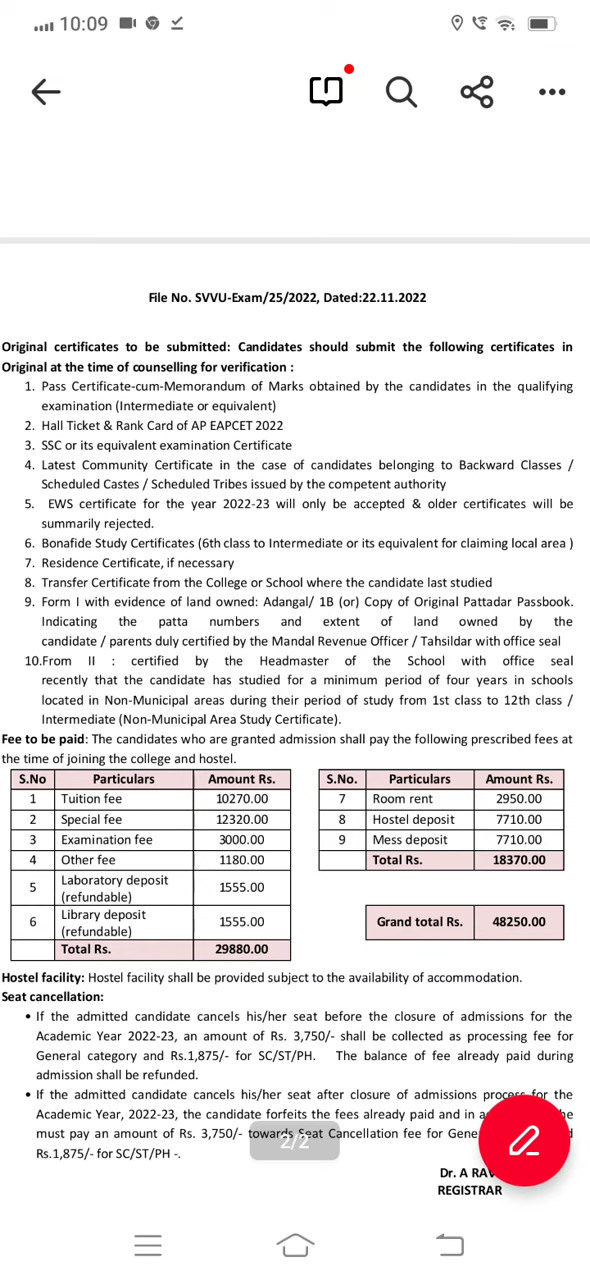 10:09
File No. SVVU-Exam/25/2022, Dated:22.11.2022
Original certificates to be submitted: Candidates should submit the following certificates in
Original at the time of counselling for verification :
1. Pass Certificate-cum-Memorandum of Marks obtained by the candidates in the qualifying
examination (Intermediate or equivalent)
2. Hall Ticket & Rank Card of AP EAPCET 2022
3. SSC or its equivalent examination Certificate
4. Latest Community Certificate in the case of candidates belonging to Backward Classes /
Scheduled Castes / Scheduled Tribes issued by the competent authority
5. EWS certificate for the year 2022-23 will only be accepted & older certificates will be
summarily rejected.
6. Bonafide Study Certificates (6th class to Intermediate or its equivalent for claiming local area )
7. Residence Certificate, if necessary
8. Transfer Certificate from the College or School where the candidate last studied
9. Form I with evidence of land owned: Adangal/ 1B (or) Copy of Original Pattadar Passbook.
Indicating the patta numbers and extent of land owned by the
candidate / parents duly certified by the Mandal Revenue Officer / Tahsildar with office seal
10.From II : certified by the Headmaster of the School with office seal
recently that the candidate has studied for a minimum period of four years in schools
located in Non-Municipal areas during their period of study from 1st class to 12th class /
Intermediate (Non-Municipal Area Study Certificate).
Fee to be paid: The candidates who are granted admission shall pay the following prescribed fees at
the time of joining the college and hostel.
S.No Particulars Amount Rs.
1 Tuition fee 10270.00
2 Special fee 12320.00
3 Examination fee 3000.00
4 Other fee 1180.00
5 Laboratory deposit (refundable) 1555.00
6 Library deposit (refundable) 1555.00
Total Rs. 29880.00
S.No. Particulars Amount Rs.
7 Room rent 2950.00
8 Hostel deposit 7710.00
9 Mess deposit 7710.00
Total Rs. 18370.00
Grand total Rs. 48250.00
Hostel facility: Hostel facility shall be provided subject to the availability of accommodation.
Seat cancellation:
• If the admitted candidate cancels his/her seat before the closure of admissions for the
Academic Year 2022-23, an amount of Rs. 3,750/- shall be collected as processing fee for
General category and Rs.1,875/- for SC/ST/PH. The balance of fee already paid during
admission shall be refunded.
• If the admitted candidate cancels his/her seat after closure of admissions process for the
Academic Year, 2022-23, the candidate forfeits the fees already paid and in
must pay an amount of Rs. 3,750/- towards Seat Cancellation fee for
Rs.1,875/- for SC/ST/PH -.
2/2
Dr. A
REGISTRAR